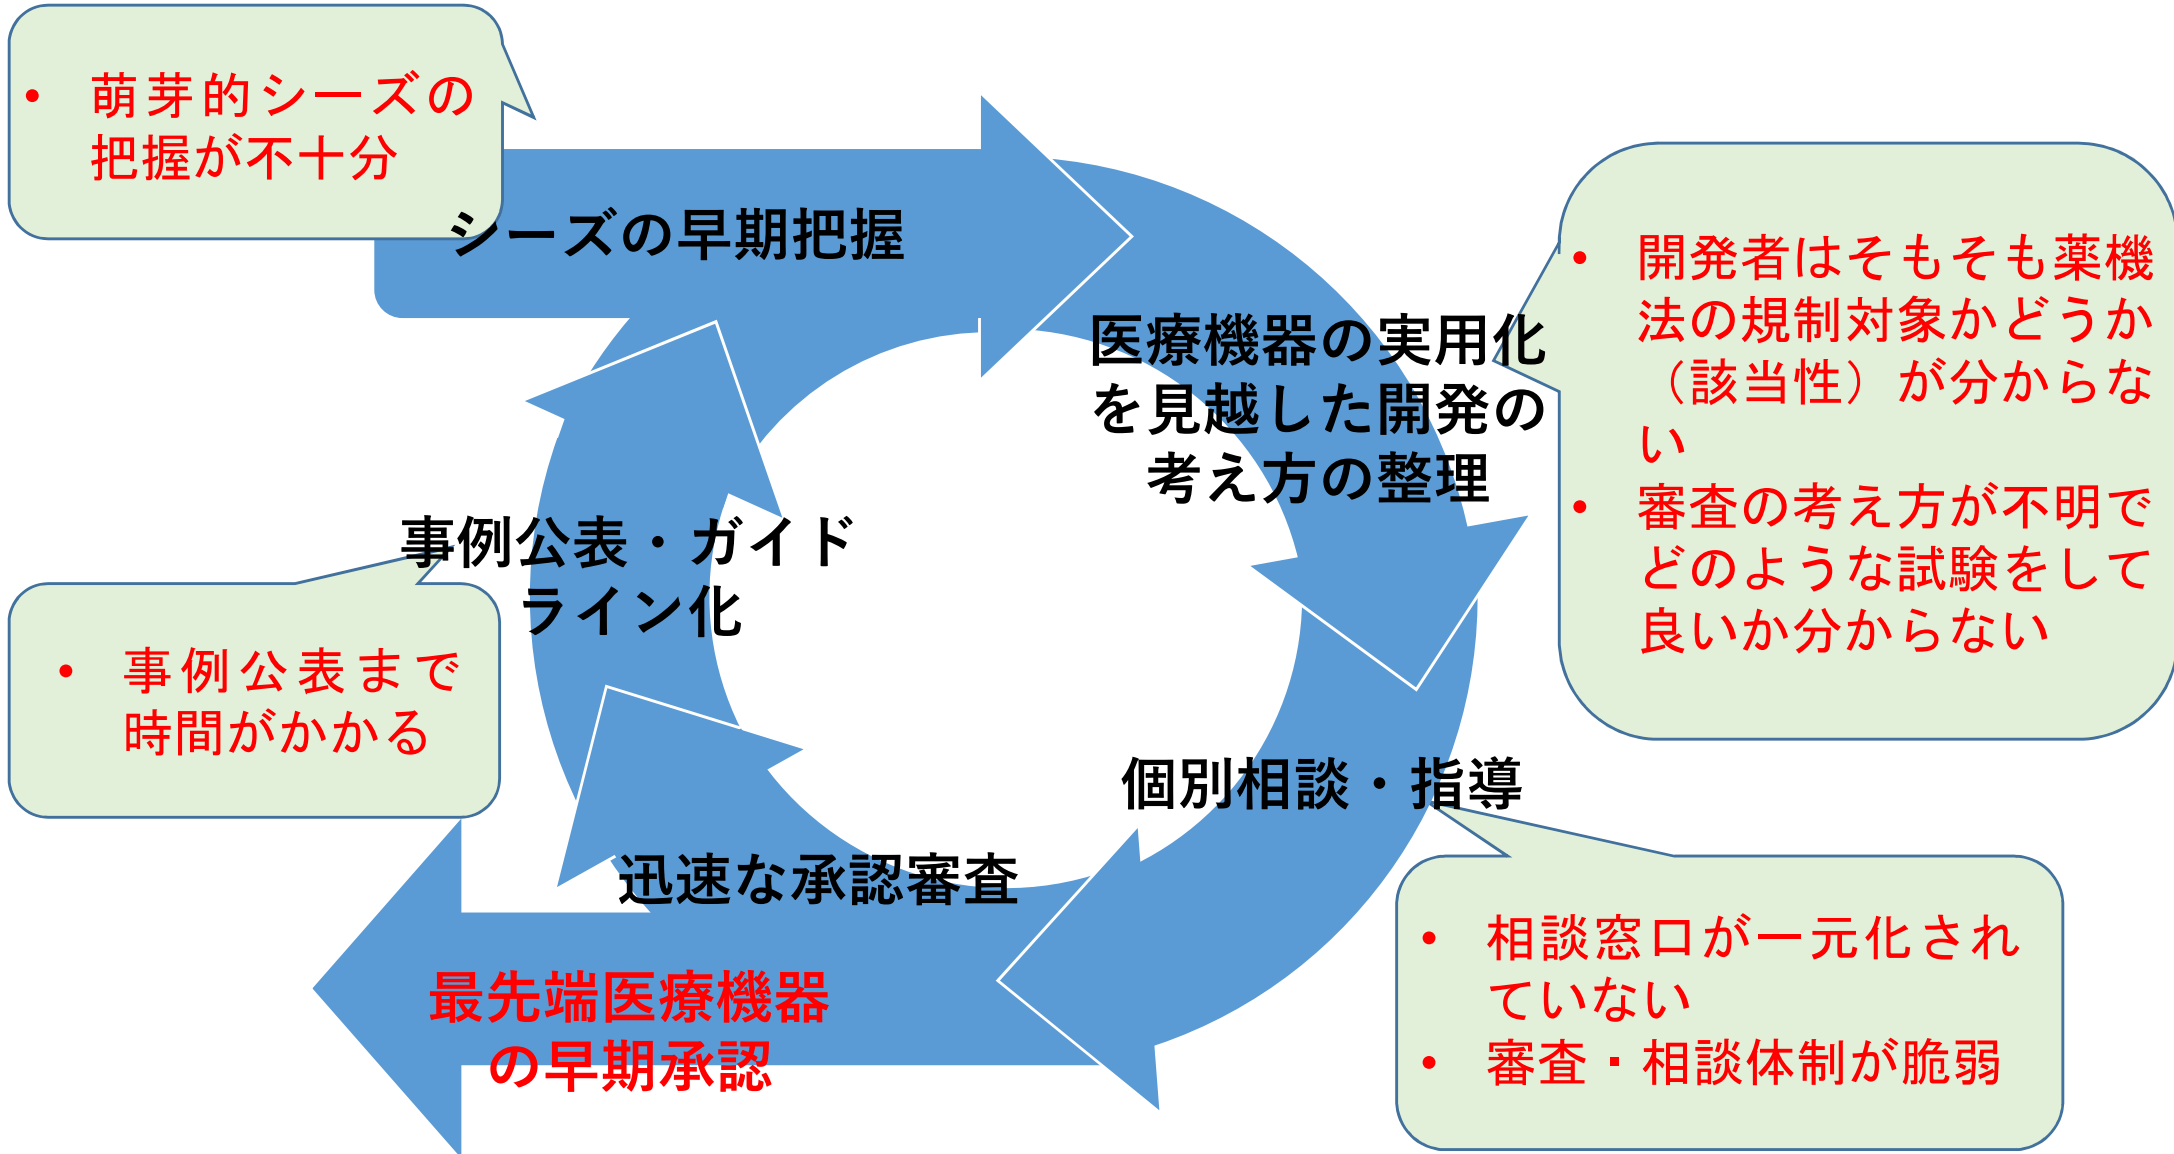 • 萌芽的シーズの
把握が不十分
シーズの早期把握
医療機器の実用化
を見越した開発の
考え方の整理
• 開発者はそもそも薬機
法の規制対象かどうか
（該当性）が分からな
い
• 審査の考え方が不明で
どのような試験をして
良いか分からない
個別相談・指導
• 相談窓口が一元化され
ていない
• 審査・相談体制が脆弱
迅速な承認審査
最先端医療機器
の早期承認
事例公表・ガイド
ライン化
• 事例公表まで
時間がかかる